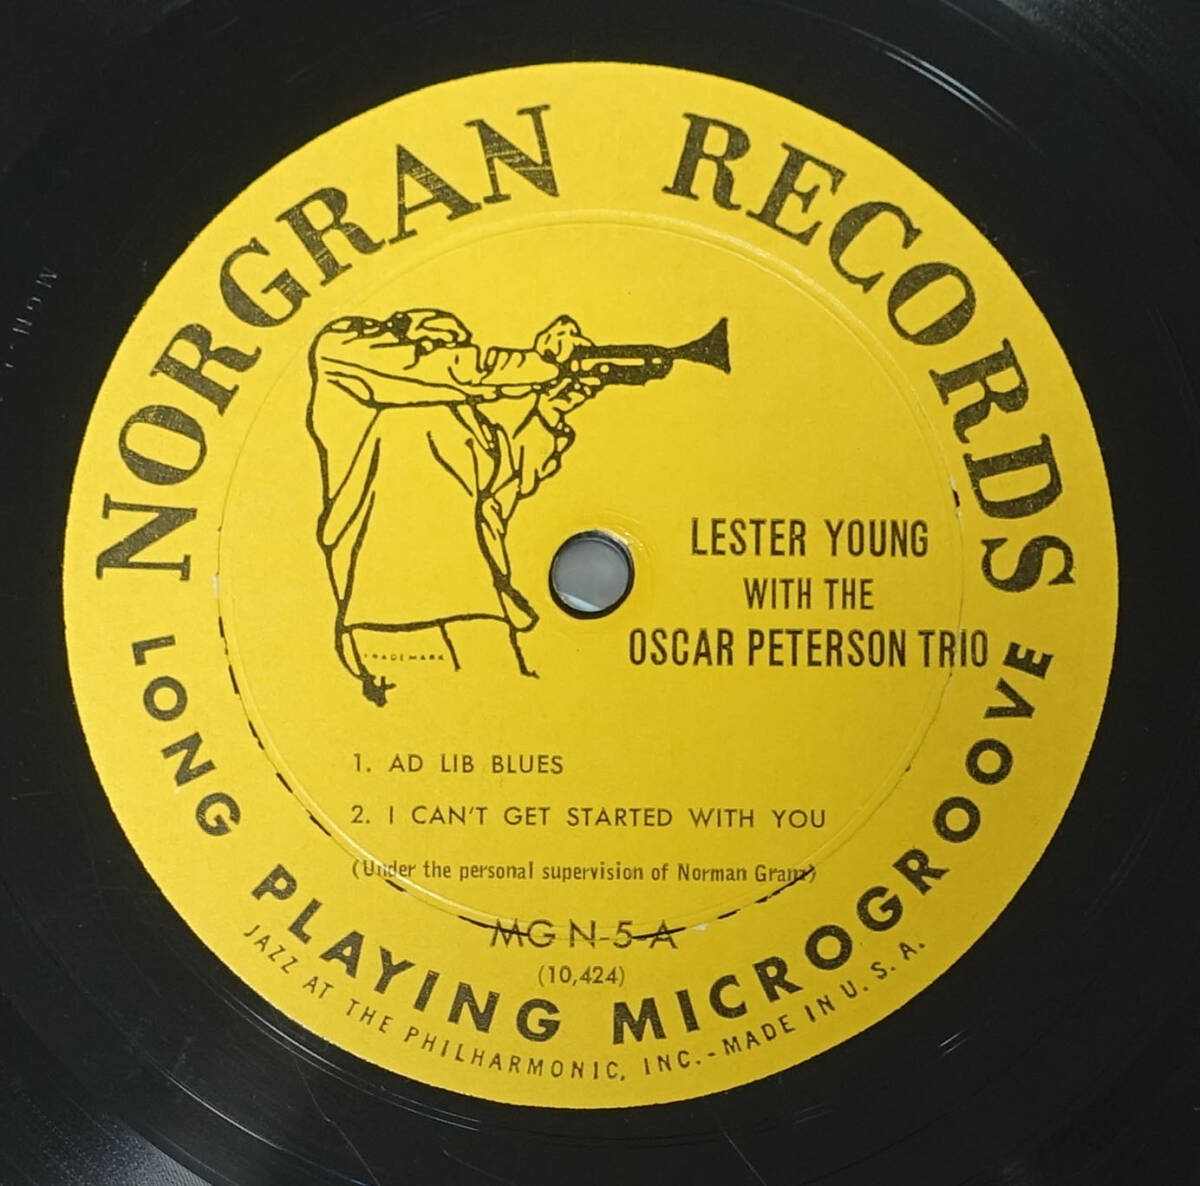 NORGRAN RECORDS
TRADEMARK
LESTER YOUNG
WITH THE
OSCAR PETERSON TRIO
1. AD LIB BLUES
2. I CAN'T GET STARTED WITH YOU
(Under the personal supervision of Norman Granz)
MG N-5-A
(10,424)
LONG PLAYING MICROGROOVE
JAZZ AT THE PHILHARMONIC, INC.-MADE IN U.S.A.